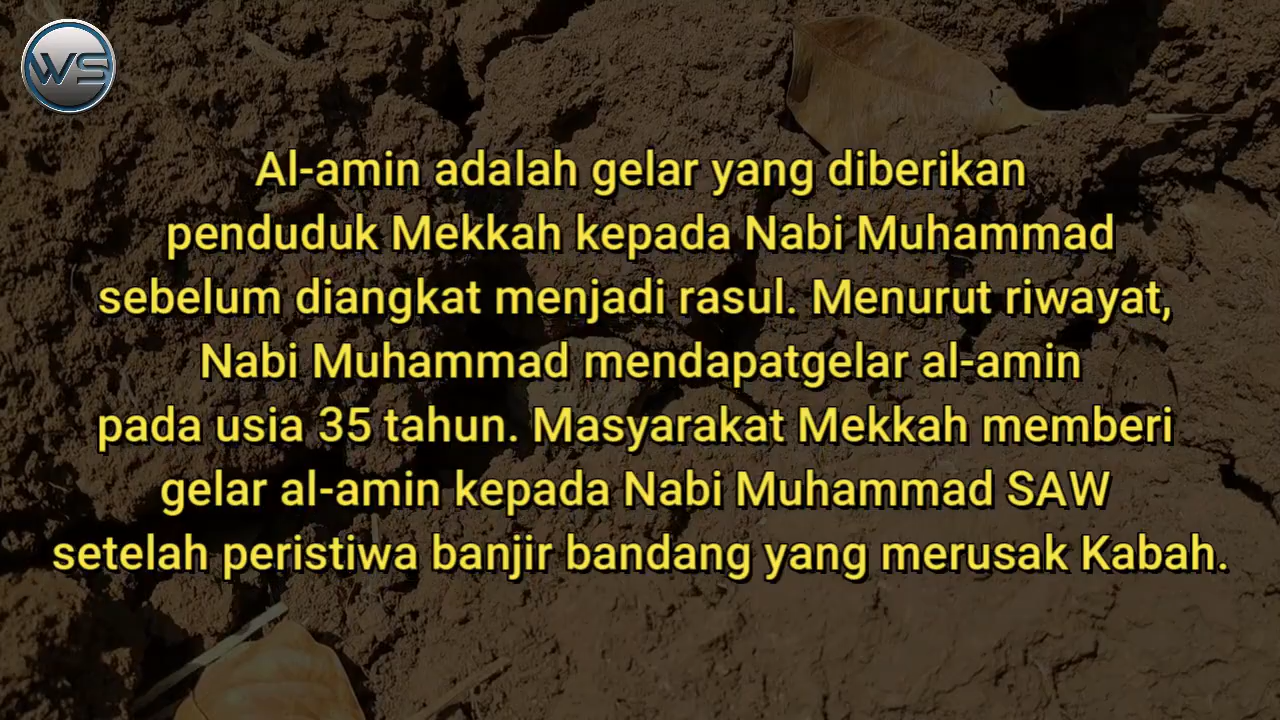 WS
Al-amin adalah gelar yang diberikan
penduduk Mekkah kepada Nabi Muhammad
sebelum diangkat menjadi rasul. Menurut riwayat,
Nabi Muhammad mendapatgelar al-amin
pada usia 35 tahun. Masyarakat Mekkah memberi
gelar al-amin kepada Nabi Muhammad SAW
setelah peristiwa banjir bandang yang merusak Kabah.